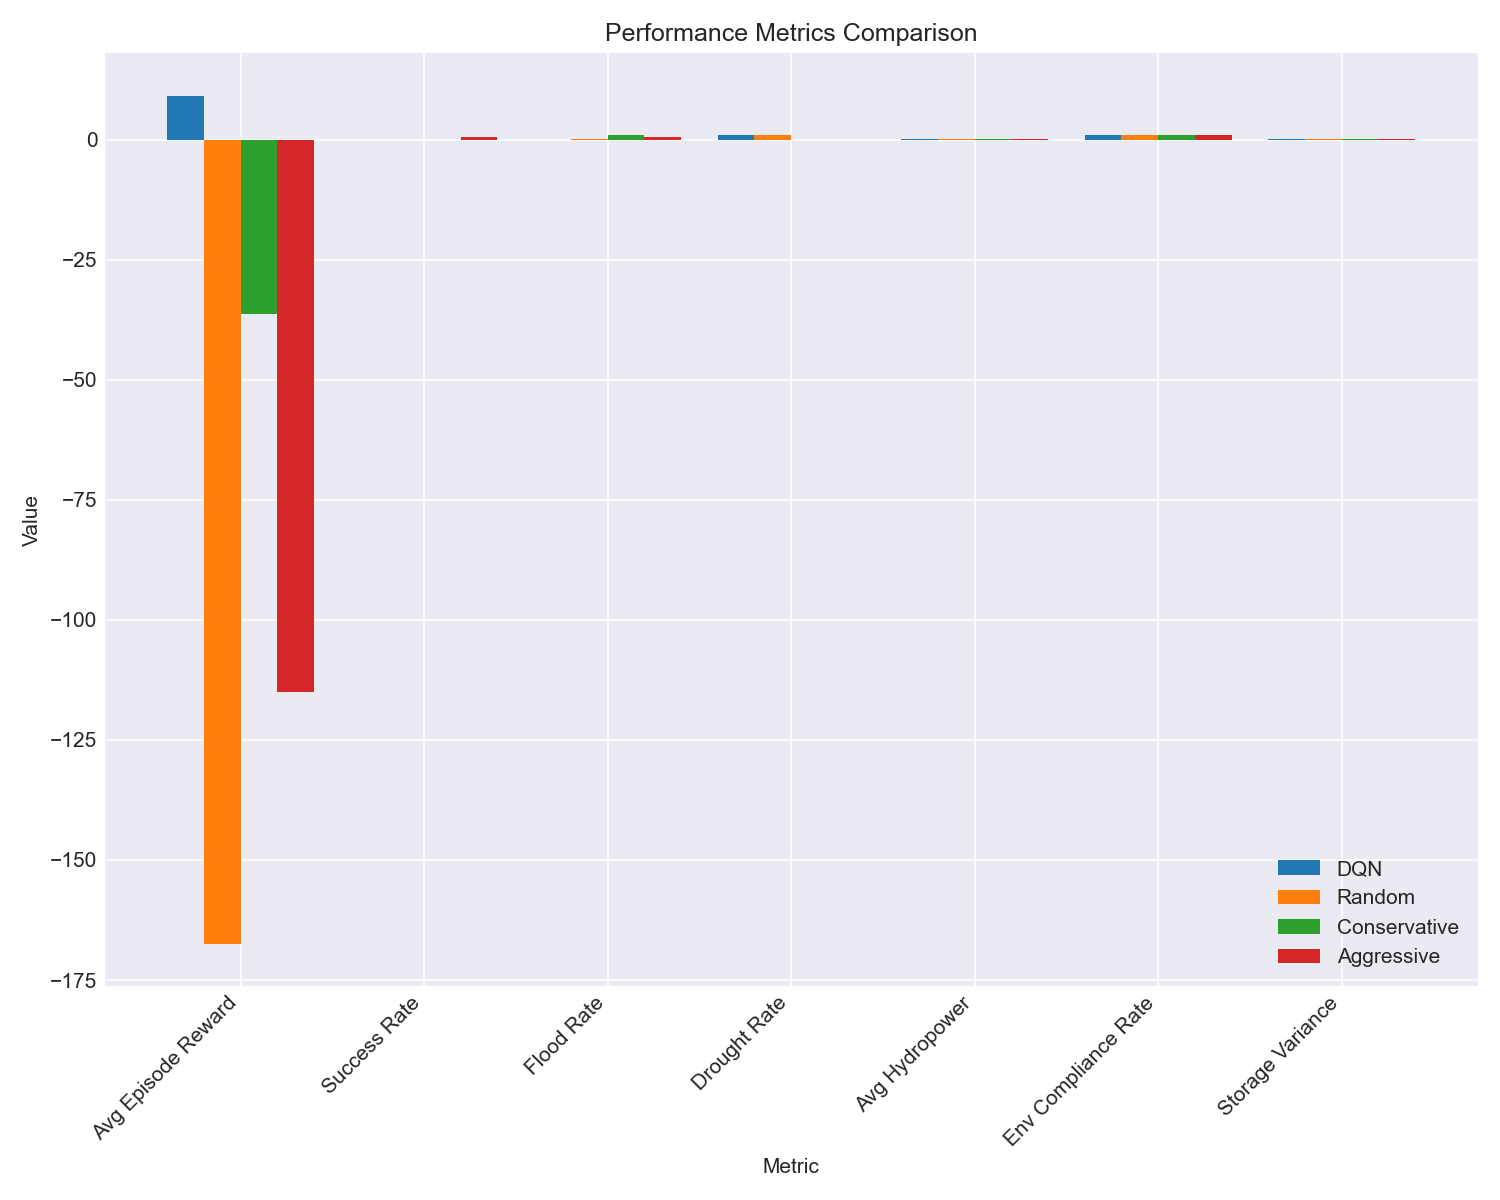 Performance Metrics Comparison
Value
0
−25
−50
−75
−100
−125
−150
−175
DQN
Random
Conservative
Aggressive
Avg Episode Reward
Success Rate
Flood Rate
Drought Rate
Avg Hydropower
Env Compliance Rate
Storage Variance
Metric